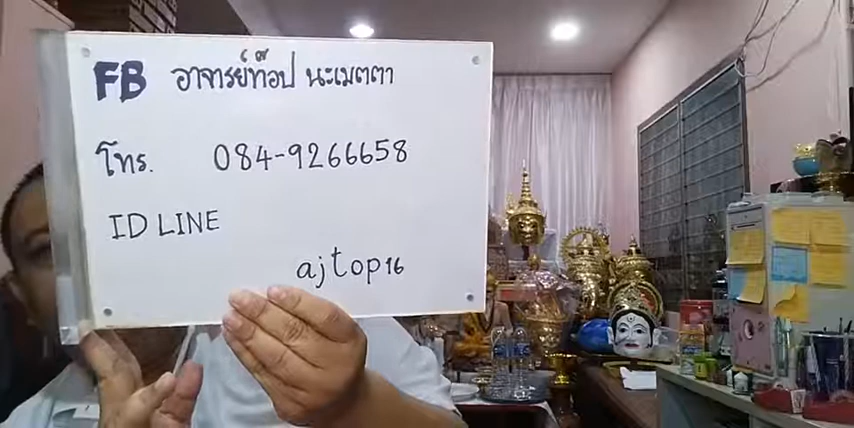 FB อาจารย์ท๊อป นะเมตตา
โทร. 084-9266658
ID LINE
ajtop16